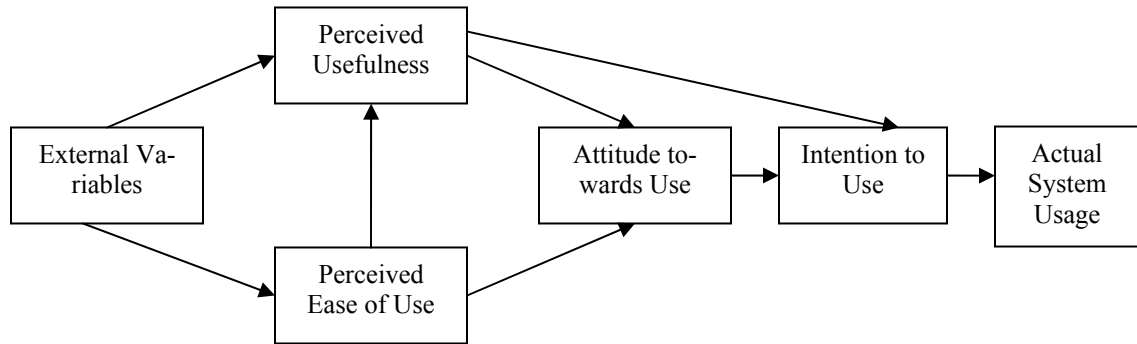 Perceived
Usefulness
External Va-
riables
Attitude to-
wards Use
Intention to
Use
Actual
System
Usage
Perceived
Ease of Use